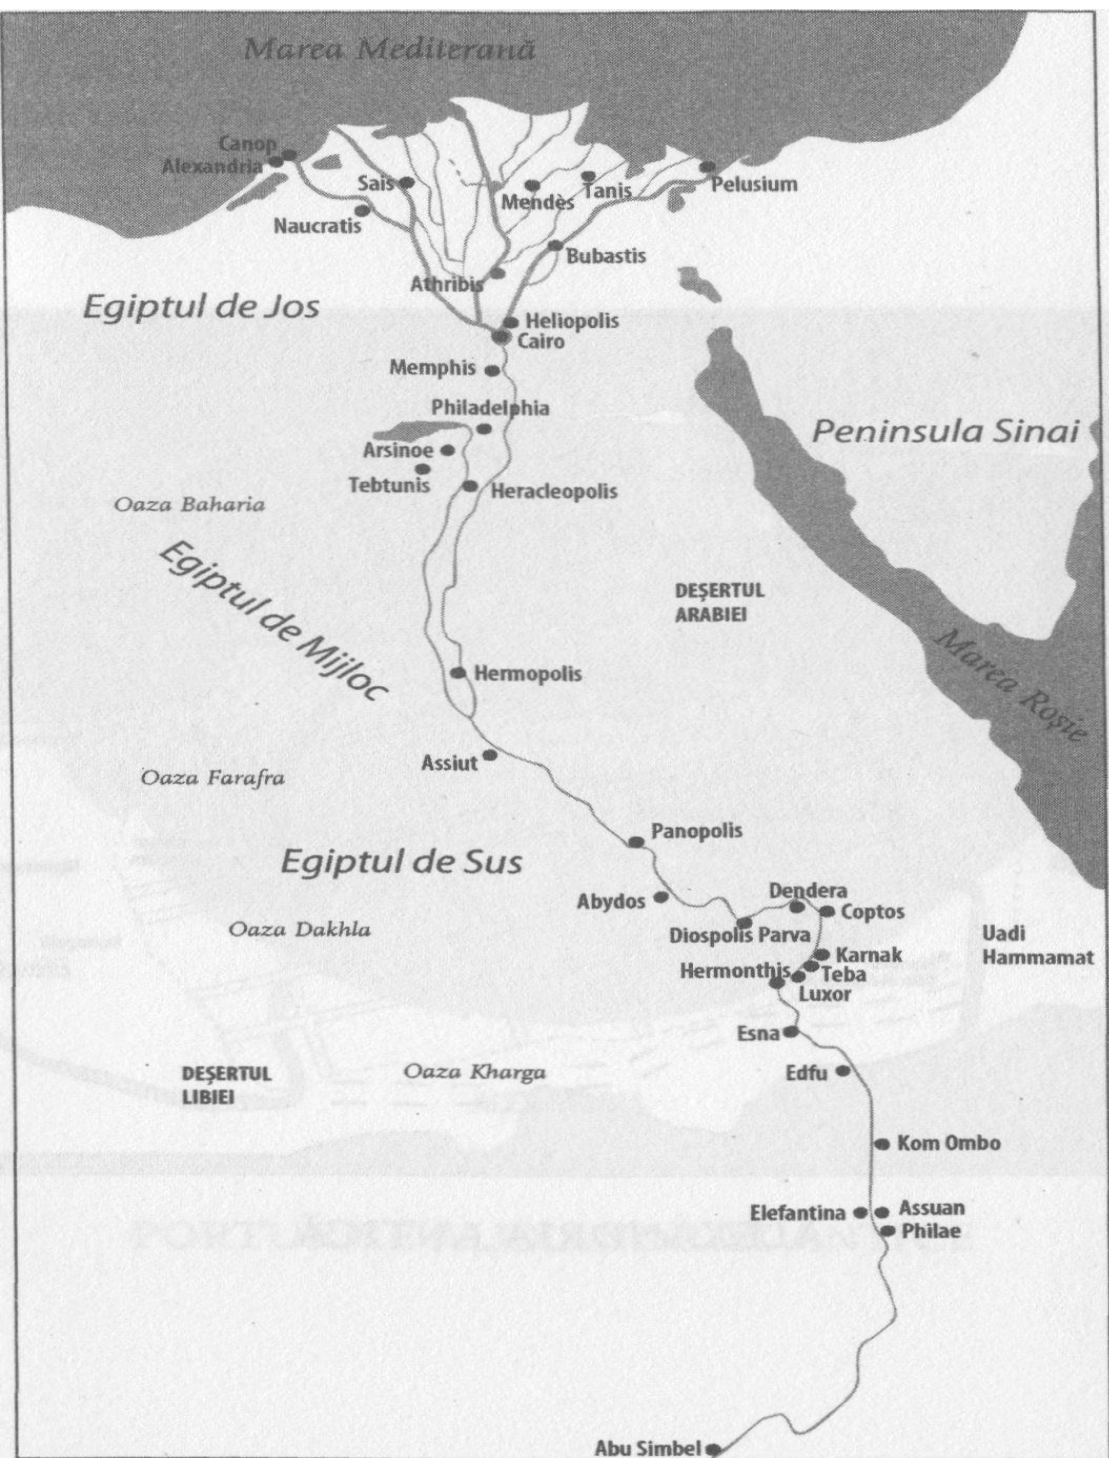 Marea Mediterană
Canop
Alexandria
Sais
Mendès
Tanis
Pelusium
Naucratis
Bubastis
Athribis
Egiptul de Jos
Heliopolis
Cairo
Memphis
Philadelphia
Peninsula Sinai
Arsinoe
Tebtunis
Heracleopolis
Oaza Baharia
Egiptul de Mijloc
DEȘERTUL
ARABIEI
Marea Roșie
Hermopolis
Assiut
Oaza Farafra
Panopolis
Egiptul de Sus
Abydos
Dendera
Coptos
Oaza Dakhla
Diospolis Parva
Uadi
Hammamat
Karnak
Hermonthis
Teba
Luxor
Esna
DEȘERTUL
LIBIEI
Oaza Kharga
Edfu
Kom Ombo
Elefantina
Assuan
Philae
Abu Simbel